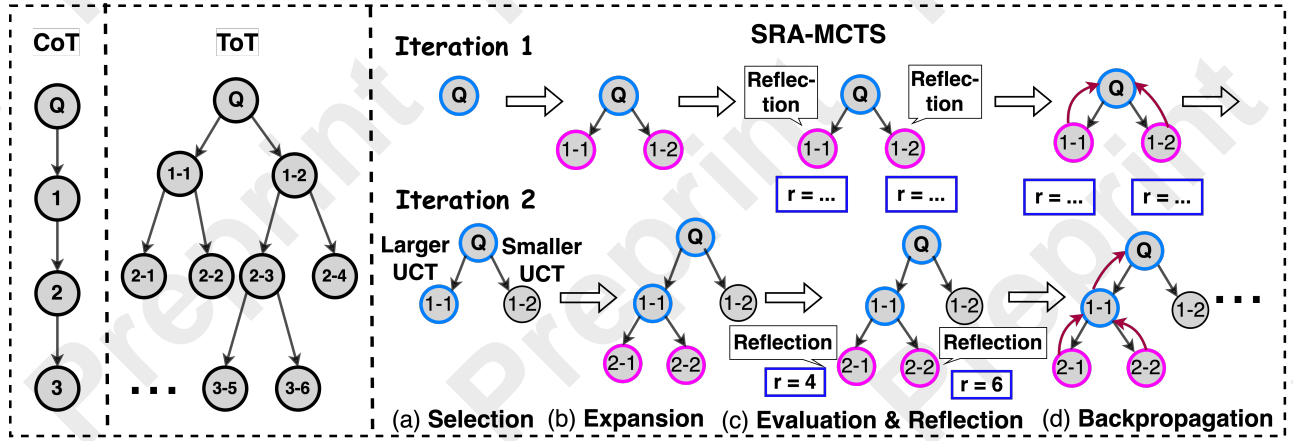 CoT
Q
1
2
3
ToT
Q
1-1
1-2
2-1
2-2
2-3
2-4
...
3-5
3-6
SRA-MCTS
Iteration 1
Q
Q
1-1
1-2
Reflec-
tion
Reflec-
tion
Q
1-1
1-2
r = ...
r = ...
Q
1-1
1-2
r = ...
r = ...
Iteration 2
Larger
UCT
Q
Smaller
UCT
1-1
1-2
Q
1-1
1-2
2-1
2-2
Q
1-1
1-2
Reflection
Reflection
2-1
2-2
r = 4
r = 6
Q
1-1
1-2
...
2-1
2-2
(a) Selection
(b) Expansion
(c) Evaluation & Reflection
(d) Backpropagation
Preprint
Preprint
Preprint